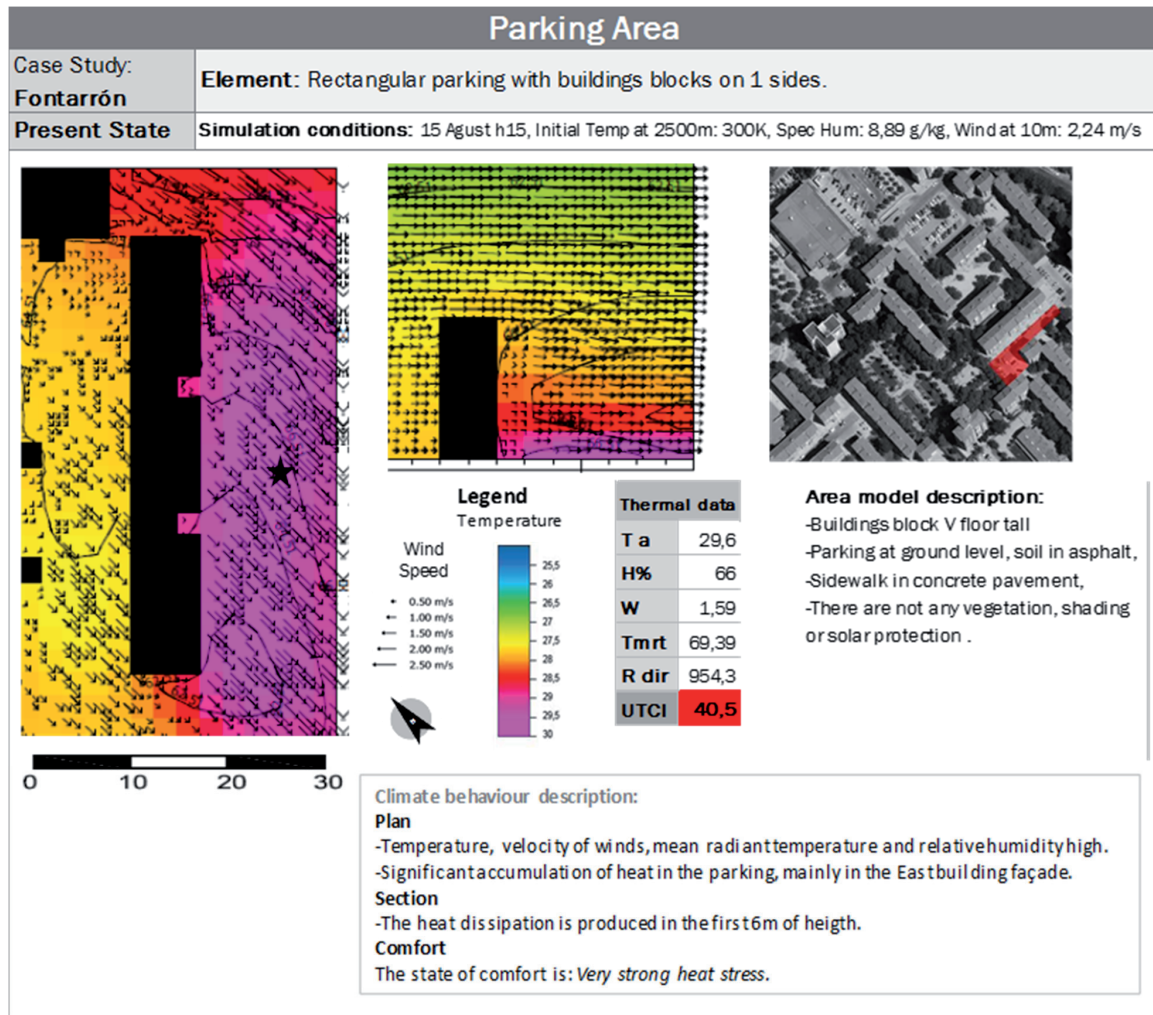 Parking Area
Case Study:
Fontarrón
Element: Rectangular parking with buildings blocks on 1 sides.
Present State
Simulation conditions: 15 Agust h15, Initial Temp at 2500m: 300K, Spec Hum: 8,89 g/kg, Wind at 10m: 2,24 m/s
Legend
Temperature
Wind
Speed
0.50 m/s
1.00 m/s
1.50 m/s
2.00 m/s
2.50 m/s
25,5
26
26,5
27
27,5
28
28,5
29
29,5
30
Thermal data
T a 29,6
H% 66
W 1,59
Tmrt 69,39
R dir 954,3
UTCI 40,5
Area model description:
-Buildings block V floor tall
-Parking at ground level, soil in asphalt,
-Sidewalk in concrete pavement,
-There are not any vegetation, shading
or solar protection .
0 10 20 30
Climate behaviour description:
Plan
-Temperature, velocity of winds, mean radiant temperature and relative humidity high.
-Significant accumulation of heat in the parking, mainly in the East building façade.
Section
-The heat dissipation is produced in the first 6m of heigth.
Comfort
The state of comfort is: Very strong heat stress.